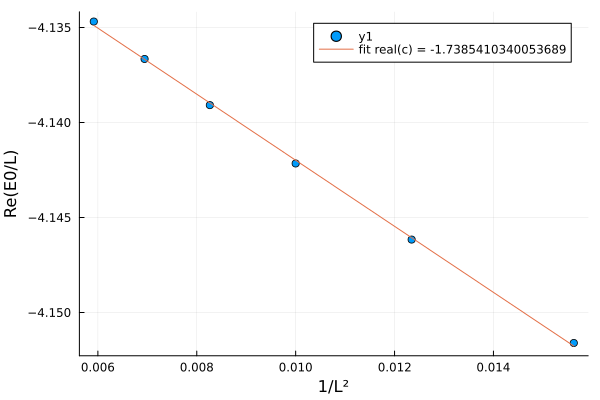 y1
fit real(c) = -1.7385410340053689
−4.135
−4.140
−4.145
−4.150
Re(E0/L)
0.006 0.008 0.010 0.012 0.014
1/L²